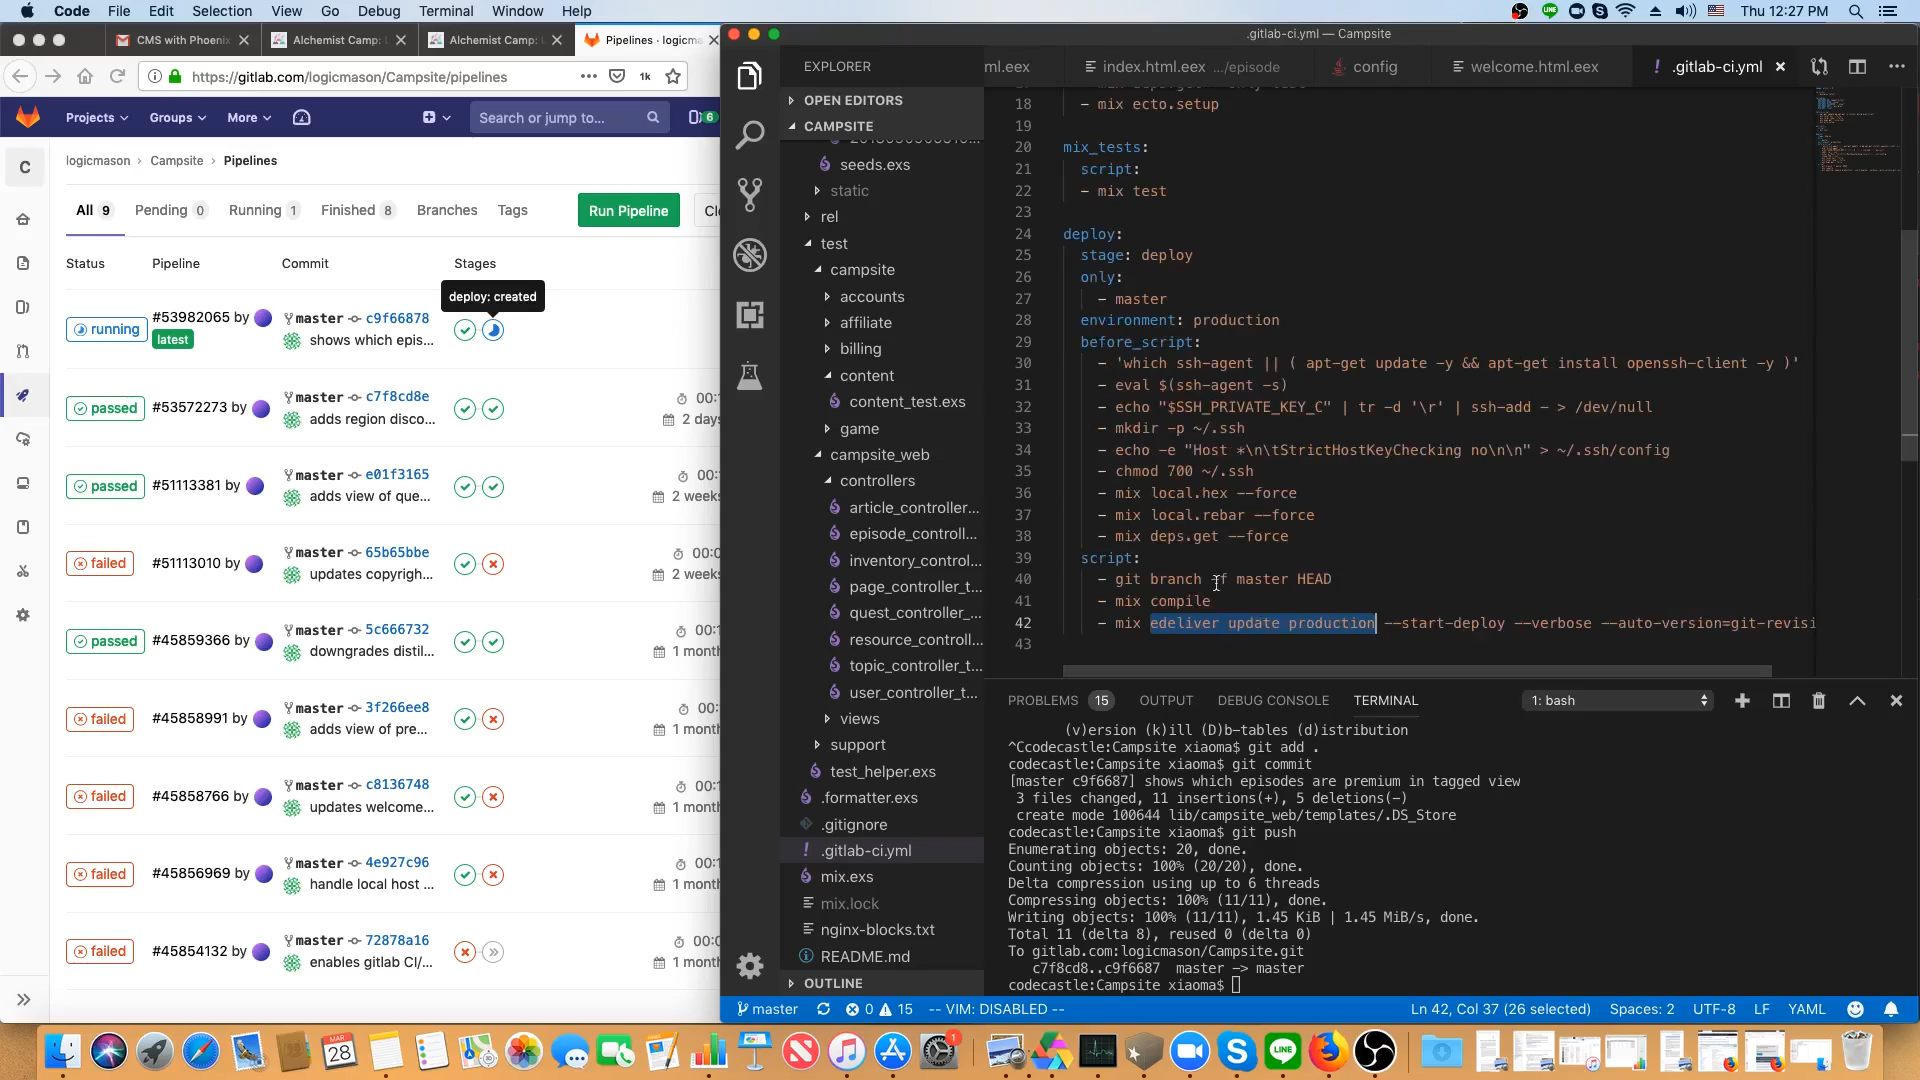 Code File Edit Selection View Go Debug Terminal Window Help
Thu 12:27 PM
CMS with Phoenix
Alchemist Camp:
Alchemist Camp:
Pipelines · logicma
https://gitlab.com/logicmason/Campsite/pipelines
1k
Projects Groups More
Search or jump to...
6
C
logicmason › Campsite › Pipelines
All 9 Pending 0 Running 1 Finished 8 Branches Tags
Run Pipeline
Status Pipeline Commit Stages
deploy: created
running #53982065 by latest master c9f66878
shows which epis...
passed #53572273 by master c7f8cd8e
adds region disco...
2 days
passed #51113381 by master e01f3165
adds view of que...
2 weeks
failed #51113010 by master 65b65bbe
updates copyrigh...
2 weeks
passed #45859366 by master 5c666732
downgrades distil...
1 month
failed #45858991 by master 3f266ee8
adds view of pre...
1 month
failed #45858766 by master c8136748
updates welcome...
1 month
failed #45856969 by master 4e927c96
handle local host ...
1 month
failed #45854132 by master 72878a16
enables gitlab CI/...
1 month
.gitlab-ci.yml — Campsite
EXPLORER
OPEN EDITORS
CAMPSITE
seeds.exs
static
rel
test
campsite
accounts
affiliate
billing
content
content_test.exs
game
campsite_web
controllers
article_controller...
episode_controll...
inventory_control...
page_controller_t...
quest_controller_...
resource_controll...
topic_controller_t...
user_controller_t...
views
support
test_helper.exs
.formatter.exs
.gitignore
.gitlab-ci.yml
mix.exs
mix.lock
nginx-blocks.txt
README.md
OUTLINE
ml.eex index.html.eex .../episode config welcome.html.eex .gitlab-ci.yml
18 - mix ecto.setup
19
20 mix_tests:
21 script:
22 - mix test
23
24 deploy:
25 stage: deploy
26 only:
27 - master
28 environment: production
29 before_script:
30 - 'which ssh-agent || ( apt-get update -y && apt-get install openssh-client -y )'
31 - eval $(ssh-agent -s)
32 - echo "$SSH_PRIVATE_KEY_C" | tr -d '\r' | ssh-add - > /dev/null
33 - mkdir -p ~/.ssh
34 - echo -e "Host *\n\tStrictHostKeyChecking no\n\n" > ~/.ssh/config
35 - chmod 700 ~/.ssh
36 - mix local.hex --force
37 - mix local.rebar --force
38 - mix deps.get --force
39 script:
40 - git branch -f master HEAD
41 - mix compile
42 - mix edeliver update production --start-deploy --verbose --auto-version=git-revisi
43
PROBLEMS 15 OUTPUT DEBUG CONSOLE TERMINAL 1: bash
(v)ersion (k)ill (D)b-tables (d)istribution
^Ccodecastle:Campsite xiaoma$ git add .
codecastle:Campsite xiaoma$ git commit
[master c9f6687] shows which episodes are premium in tagged view
3 files changed, 11 insertions(+), 5 deletions(-)
create mode 100644 lib/campsite_web/templates/.DS_Store
codecastle:Campsite xiaoma$ git push
Enumerating objects: 20, done.
Counting objects: 100% (20/20), done.
Delta compression using up to 6 threads
Compressing objects: 100% (11/11), done.
Writing objects: 100% (11/11), 1.45 KiB | 1.45 MiB/s, done.
Total 11 (delta 8), reused 0 (delta 0)
To gitlab.com:logicmason/Campsite.git
c7f8cd8..c9f6687 master -> master
codecastle:Campsite xiaoma$
master 0 15 -- VIM: DISABLED -- Ln 42, Col 37 (26 selected) Spaces: 2 UTF-8 LF YAML
MAR
28
1
LINE